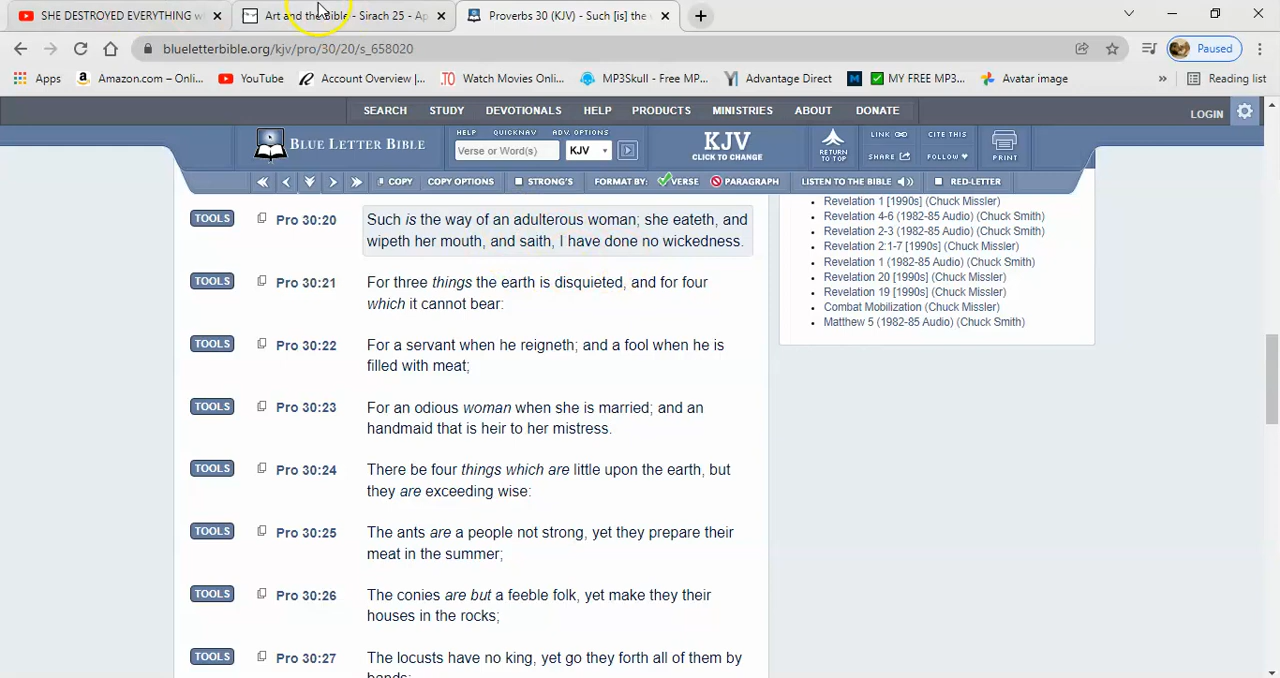 SHE DESTROYED EVERYTHING w
Art and the Bible - Sirach 25 - Ap
Proverbs 30 (KJV) - Such [is] the
blueletterbible.org/kjv/pro/30/20/s_658020
Paused
Apps
Amazon.com – Onli...
YouTube
Account Overview |...
Watch Movies Onlin...
MP3Skull - Free MP...
Advantage Direct
MY FREE MP3...
Avatar image
»
Reading list
SEARCH
STUDY
DEVOTIONALS
HELP
PRODUCTS
MINISTRIES
ABOUT
DONATE
LOGIN
BLUE LETTER BIBLE
HELP
QUICKNAV
ADV. OPTIONS
Verse or Word(s)
KJV
KJV
CLICK TO CHANGE
RETURN
TO TOP
LINK
CITE THIS
SHARE
FOLLOW
PRINT
COPY
COPY OPTIONS
STRONG'S
FORMAT BY:
VERSE
PARAGRAPH
LISTEN TO THE BIBLE
RED-LETTER
TOOLS
Pro 30:20
Such is the way of an adulterous woman; she eateth, and
wipeth her mouth, and saith, I have done no wickedness.
TOOLS
Pro 30:21
For three things the earth is disquieted, and for four
which it cannot bear:
TOOLS
Pro 30:22
For a servant when he reigneth; and a fool when he is
filled with meat;
TOOLS
Pro 30:23
For an odious woman when she is married; and an
handmaid that is heir to her mistress.
TOOLS
Pro 30:24
There be four things which are little upon the earth, but
they are exceeding wise:
TOOLS
Pro 30:25
The ants are a people not strong, yet they prepare their
meat in the summer;
TOOLS
Pro 30:26
The conies are but a feeble folk, yet make they their
houses in the rocks;
TOOLS
Pro 30:27
The locusts have no king, yet go they forth all of them by
bands;
Revelation 1 [1990s] (Chuck Missler)
Revelation 4-6 (1982-85 Audio) (Chuck Smith)
Revelation 2-3 (1982-85 Audio) (Chuck Smith)
Revelation 2:1-7 [1990s] (Chuck Missler)
Revelation 1 (1982-85 Audio) (Chuck Smith)
Revelation 20 [1990s] (Chuck Missler)
Revelation 19 [1990s] (Chuck Missler)
Combat Mobilization (Chuck Missler)
Matthew 5 (1982-85 Audio) (Chuck Smith)